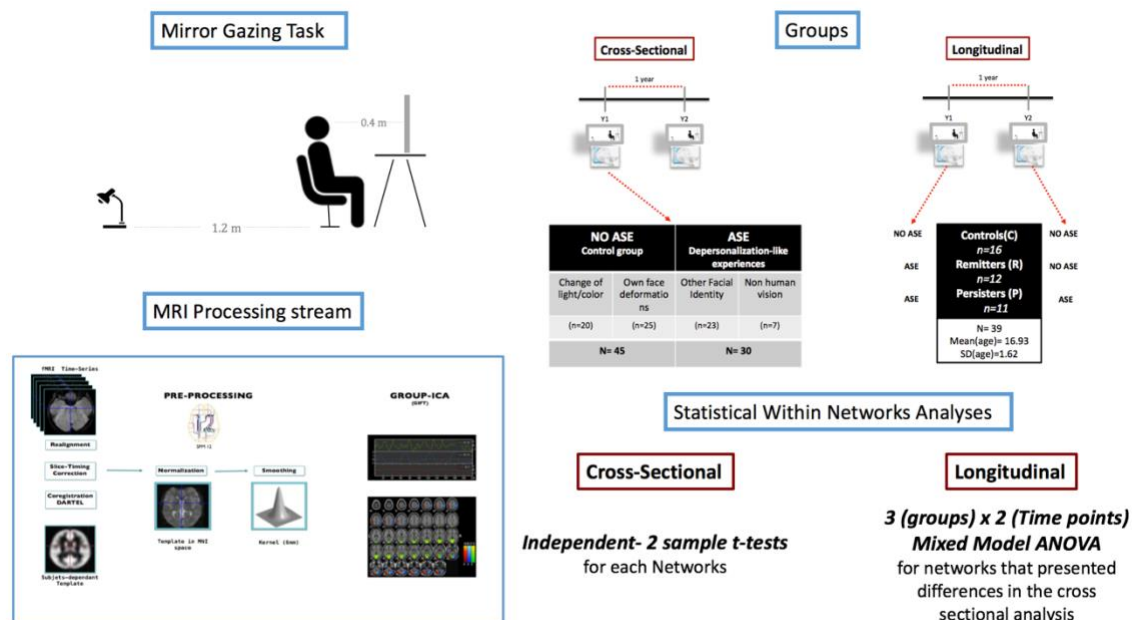 Mirror Gazing Task
0.4 m
1.2 m
MRI Processing stream
fMRI Time-Series
Realignment
Slice-Timing
Correction
Coregistration
DARTEL
Subjets-dependant
Template
PRE-PROCESSING
SPM12
Normalization
Template in MNI
space
Smoothing
Kernel (6mm)
GROUP-ICA
(GIFT)
Groups
Cross-Sectional
1 year
Y1
Y2
NO ASE
Control group
ASE
Depersonalization-like
experiences
Change of
light/color
Own face
deformatio
ns
Other Facial
Identity
Non human
vision
(n=20)
(n=25)
(n=23)
(n=7)
N= 45
N= 30
Longitudinal
1 year
Y1
Y2
NO ASE
Controls(C)
n=16
NO ASE
ASE
Remitters (R)
n=12
NO ASE
ASE
Persisters (P)
n=11
ASE
N= 39
Mean(age)= 16.93
SD(age)=1.62
Statistical Within Networks Analyses
Cross-Sectional
Independent- 2 sample t-tests
for each Networks
Longitudinal
3 (groups) x 2 (Time points)
Mixed Model ANOVA
for networks that presented
differences in the cross
sectional analysis